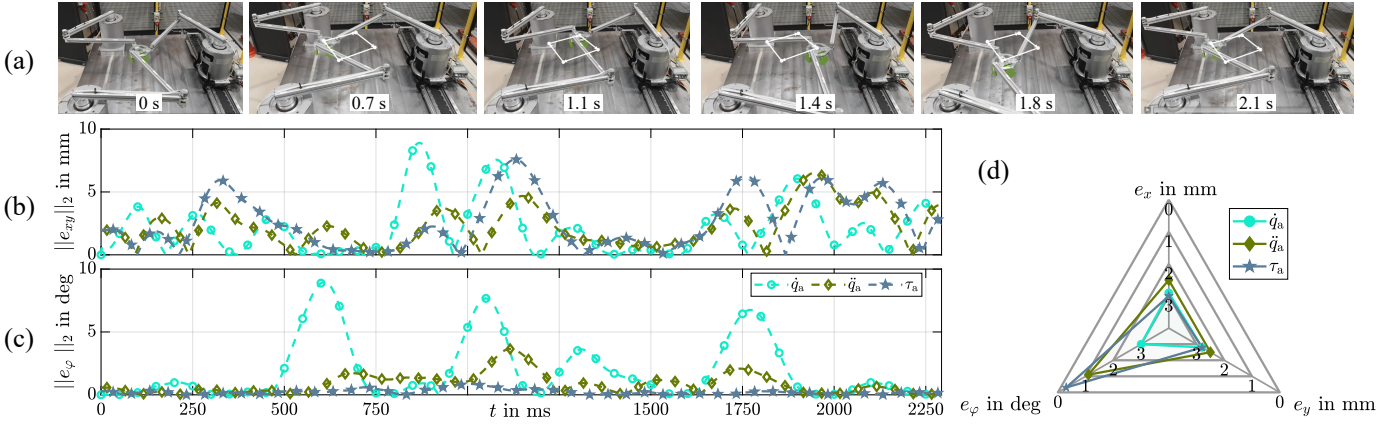 (a)
0 s
0.7 s
1.1 s
1.4 s
1.8 s
2.1 s
(b)
||e_xy||_2 in mm
10
5
0
(c)
||e_φ||_2 in deg
10
5
0
q̇_a
q̈_a
τ_a
0 250 500 750 1500 1750 2000 2250
t in ms
(d)
e_x in mm
0
1
2
3
q̇_a
q̈_a
τ_a
3 3
2 2
1 1
e_φ in deg 0
0 e_y in mm